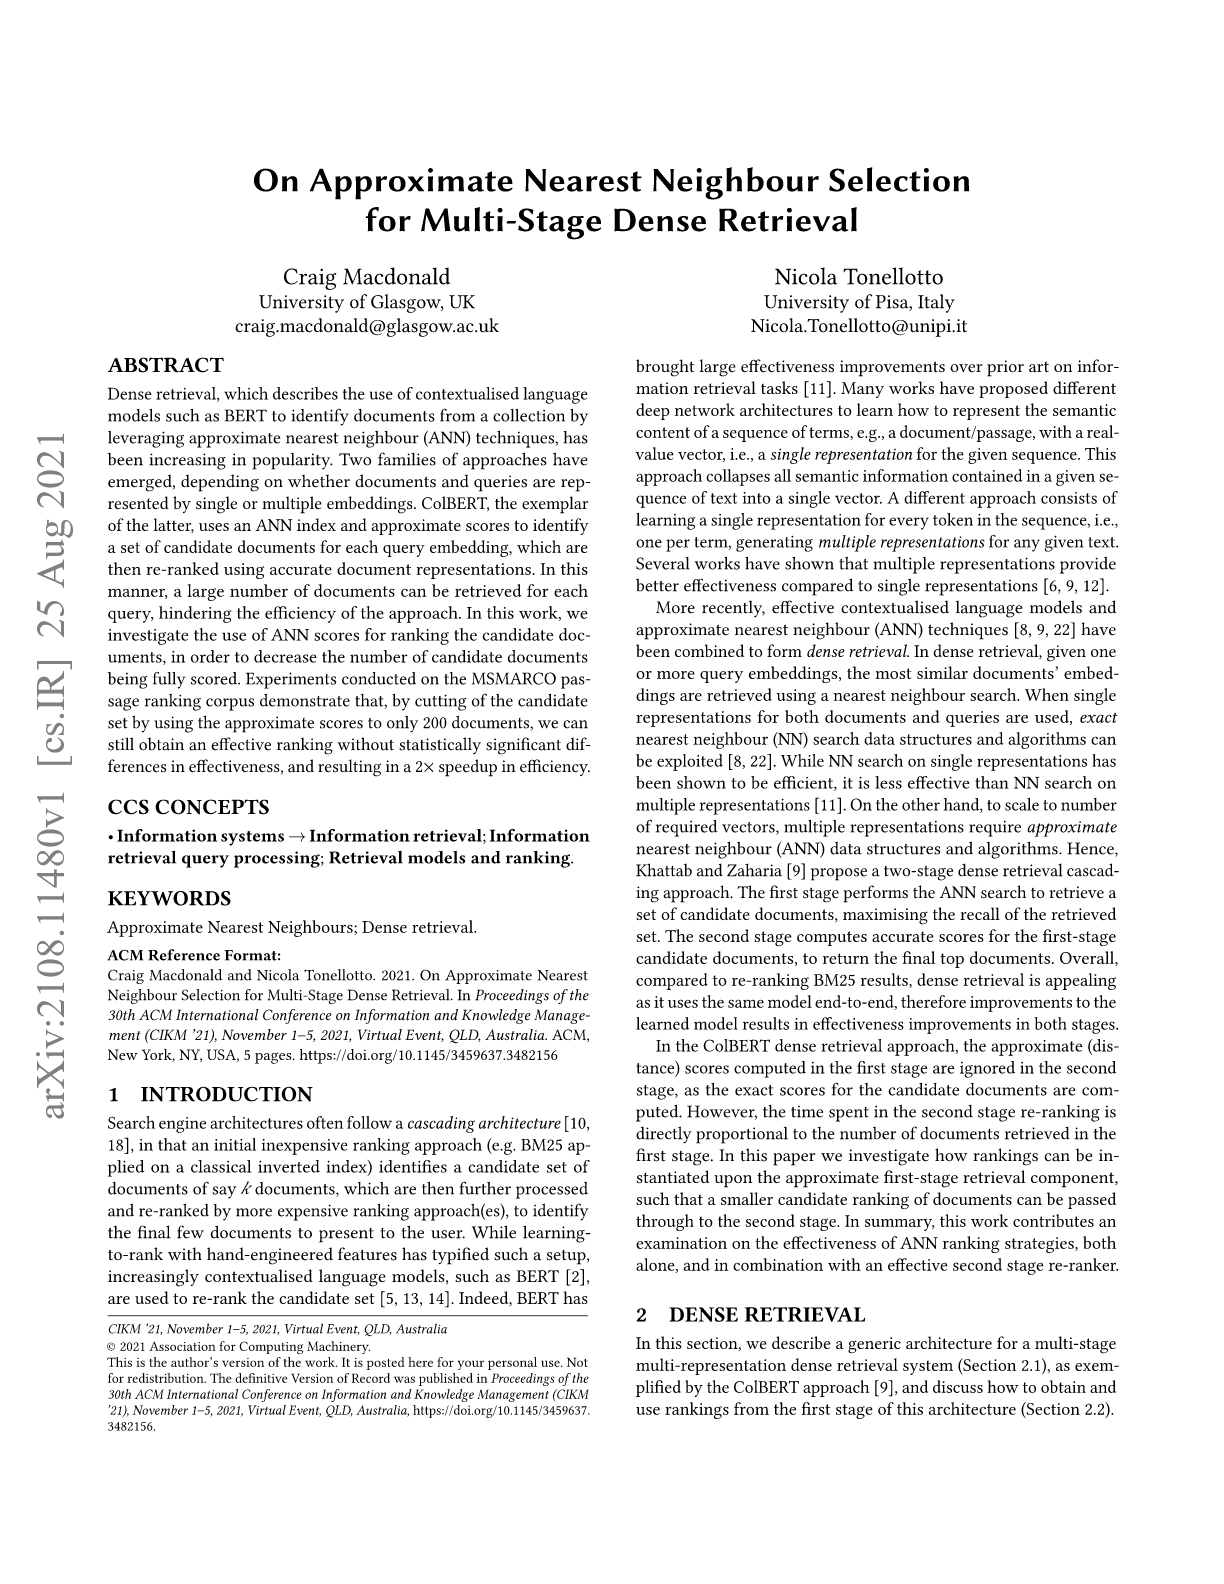 arXiv:2108.11480v1 [cs.IR] 25 Aug 2021
On Approximate Nearest Neighbour Selection
for Multi-Stage Dense Retrieval
Craig Macdonald
University of Glasgow, UK
craig.macdonald@glasgow.ac.uk
Nicola Tonellotto
University of Pisa, Italy
Nicola.Tonellotto@unipi.it
ABSTRACT
Dense retrieval, which describes the use of contextualised language
models such as BERT to identify documents from a collection by
leveraging approximate nearest neighbour (ANN) techniques, has
been increasing in popularity. Two families of approaches have
emerged, depending on whether documents and queries are rep-
resented by single or multiple embeddings. ColBERT, the exemplar
of the latter, uses an ANN index and approximate scores to identify
a set of candidate documents for each query embedding, which are
then re-ranked using accurate document representations. In this
manner, a large number of documents can be retrieved for each
query, hindering the efficiency of the approach. In this work, we
investigate the use of ANN scores for ranking the candidate doc-
uments, in order to decrease the number of candidate documents
being fully scored. Experiments conducted on the MSMARCO pas-
sage ranking corpus demonstrate that, by cutting of the candidate
set by using the approximate scores to only 200 documents, we can
still obtain an effective ranking without statistically significant dif-
ferences in effectiveness, and resulting in a 2× speedup in efficiency.
CCS CONCEPTS
• Information systems → Information retrieval; Information
retrieval query processing; Retrieval models and ranking.
KEYWORDS
Approximate Nearest Neighbours; Dense retrieval.
ACM Reference Format:
Craig Macdonald and Nicola Tonellotto. 2021. On Approximate Nearest
Neighbour Selection for Multi-Stage Dense Retrieval. In Proceedings of the
30th ACM International Conference on Information and Knowledge Manage-
ment (CIKM '21), November 1–5, 2021, Virtual Event, QLD, Australia. ACM,
New York, NY, USA, 5 pages. https://doi.org/10.1145/3459637.3482156
1 INTRODUCTION
Search engine architectures often follow a cascading architecture [10,
18], in that an initial inexpensive ranking approach (e.g. BM25 ap-
plied on a classical inverted index) identifies a candidate set of
documents of say k documents, which are then further processed
and re-ranked by more expensive ranking approach(es), to identify
the final few documents to present to the user. While learning-
to-rank with hand-engineered features has typified such a setup,
increasingly contextualised language models, such as BERT [2],
are used to re-rank the candidate set [5, 13, 14]. Indeed, BERT has
CIKM '21, November 1–5, 2021, Virtual Event, QLD, Australia
© 2021 Association for Computing Machinery.
This is the author's version of the work. It is posted here for your personal use. Not
for redistribution. The definitive Version of Record was published in Proceedings of the
30th ACM International Conference on Information and Knowledge Management (CIKM
'21), November 1–5, 2021, Virtual Event, QLD, Australia, https://doi.org/10.1145/3459637.
3482156.
brought large effectiveness improvements over prior art on infor-
mation retrieval tasks [11]. Many works have proposed different
deep network architectures to learn how to represent the semantic
content of a sequence of terms, e.g., a document/passage, with a real-
value vector, i.e., a single representation for the given sequence. This
approach collapses all semantic information contained in a given se-
quence of text into a single vector. A different approach consists of
learning a single representation for every token in the sequence, i.e.,
one per term, generating multiple representations for any given text.
Several works have shown that multiple representations provide
better effectiveness compared to single representations [6, 9, 12].
More recently, effective contextualised language models and
approximate nearest neighbour (ANN) techniques [8, 9, 22] have
been combined to form dense retrieval. In dense retrieval, given one
or more query embeddings, the most similar documents' embed-
dings are retrieved using a nearest neighbour search. When single
representations for both documents and queries are used, exact
nearest neighbour (NN) search data structures and algorithms can
be exploited [8, 22]. While NN search on single representations has
been shown to be efficient, it is less effective than NN search on
multiple representations [11]. On the other hand, to scale to number
of required vectors, multiple representations require approximate
nearest neighbour (ANN) data structures and algorithms. Hence,
Khattab and Zaharia [9] propose a two-stage dense retrieval cascad-
ing approach. The first stage performs the ANN search to retrieve a
set of candidate documents, maximising the recall of the retrieved
set. The second stage computes accurate scores for the first-stage
candidate documents, to return the final top documents. Overall,
compared to re-ranking BM25 results, dense retrieval is appealing
as it uses the same model end-to-end, therefore improvements to the
learned model results in effectiveness improvements in both stages.
In the ColBERT dense retrieval approach, the approximate (dis-
tance) scores computed in the first stage are ignored in the second
stage, as the exact scores for the candidate documents are com-
puted. However, the time spent in the second stage re-ranking is
directly proportional to the number of documents retrieved in the
first stage. In this paper we investigate how rankings can be in-
stantiated upon the approximate first-stage retrieval component,
such that a smaller candidate ranking of documents can be passed
through to the second stage. In summary, this work contributes an
examination on the effectiveness of ANN ranking strategies, both
alone, and in combination with an effective second stage re-ranker.
2 DENSE RETRIEVAL
In this section, we describe a generic architecture for a multi-stage
multi-representation dense retrieval system (Section 2.1), as exem-
plified by the ColBERT approach [9], and discuss how to obtain and
use rankings from the first stage of this architecture (Section 2.2).